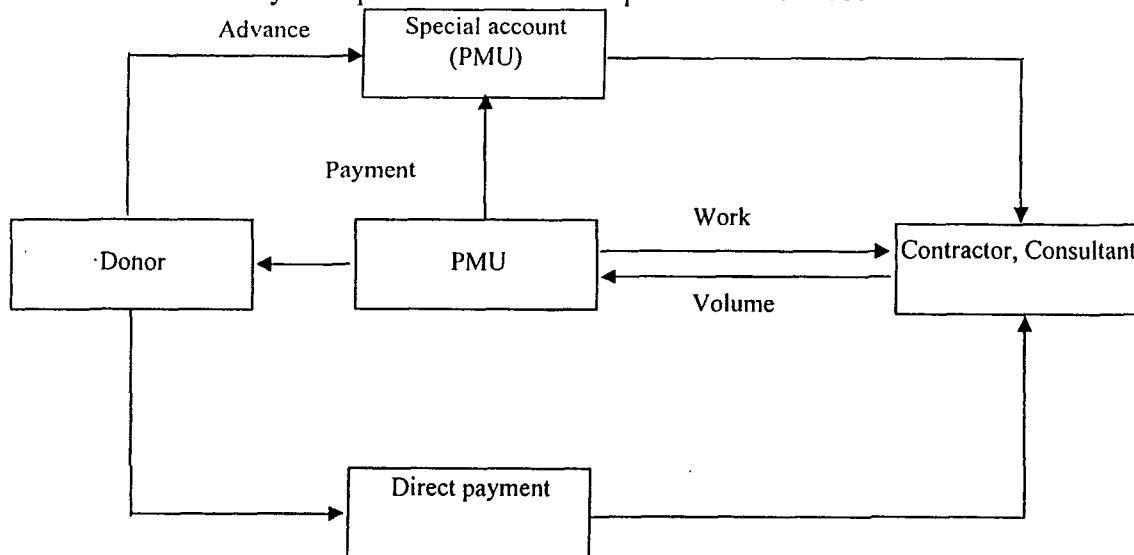 Advance
Special account
(PMU)
Payment
Donor
PMU
Work
Volume
Contractor, Consultant
Direct payment